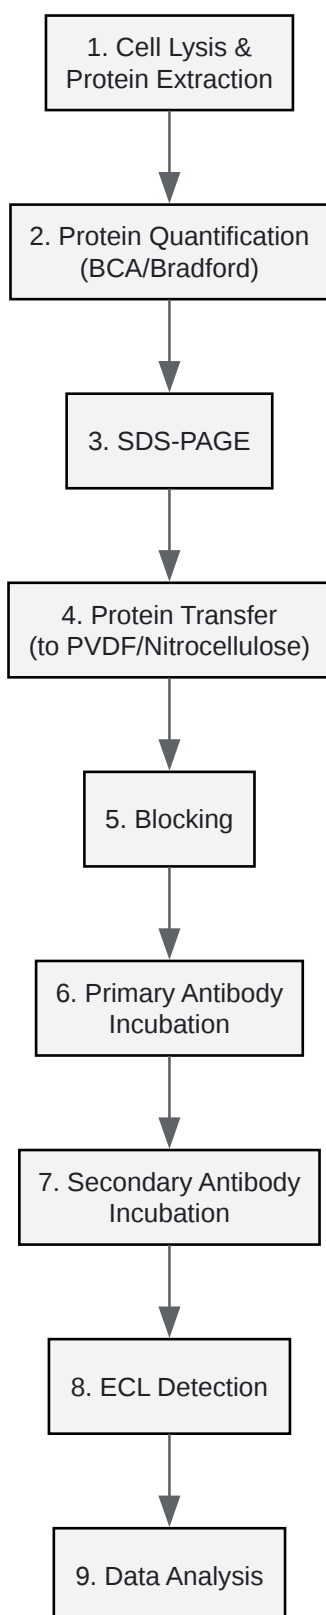 1. Cell Lysis &
Protein Extraction
2. Protein Quantification
(BCA/Bradford)
3. SDS-PAGE
4. Protein Transfer
(to PVDF/Nitrocellulose)
5. Blocking
6. Primary Antibody
Incubation
7. Secondary Antibody
Incubation
8. ECL Detection
9. Data Analysis